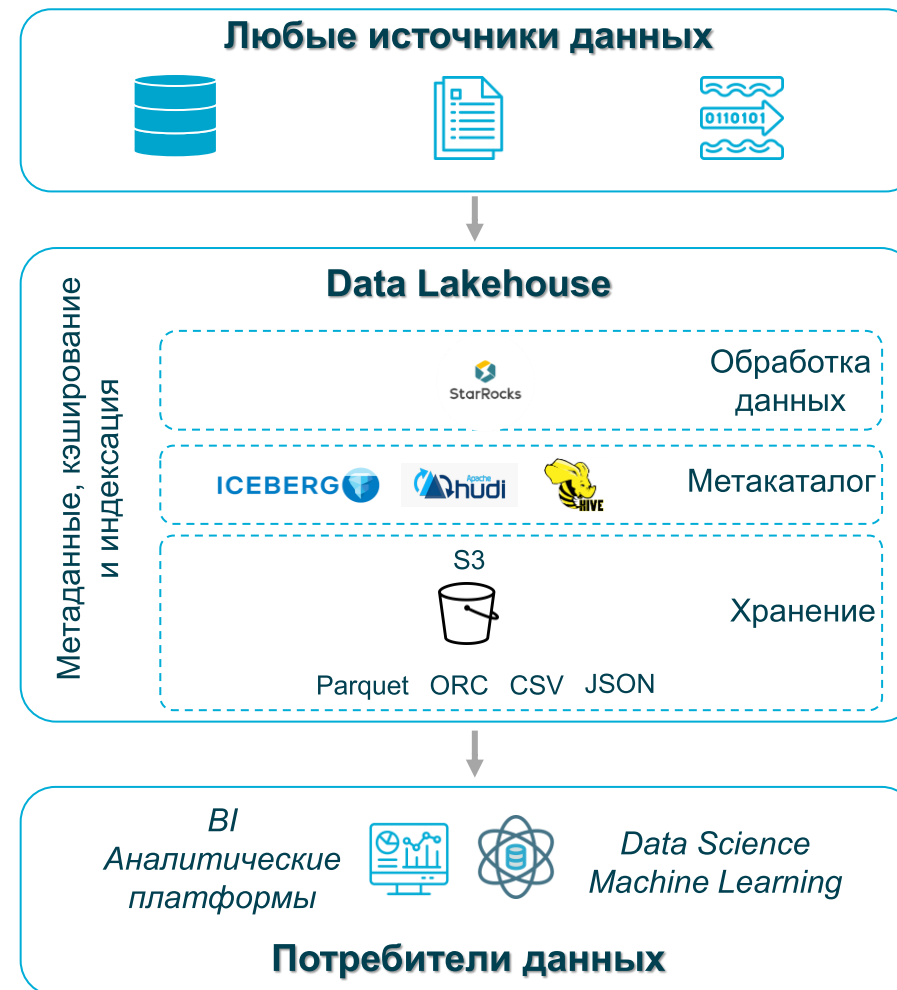 Любые источники данных
0110101
Data Lakehouse
Метаданные, кэширование
и индексация
StarRocks
Обработка
данных
ICEBERG
Apache
hudi
HIVE
Метакаталог
S3
Хранение
Parquet ORC CSV JSON
BI
Аналитические
платформы
Data Science
Machine Learning
Потребители данных